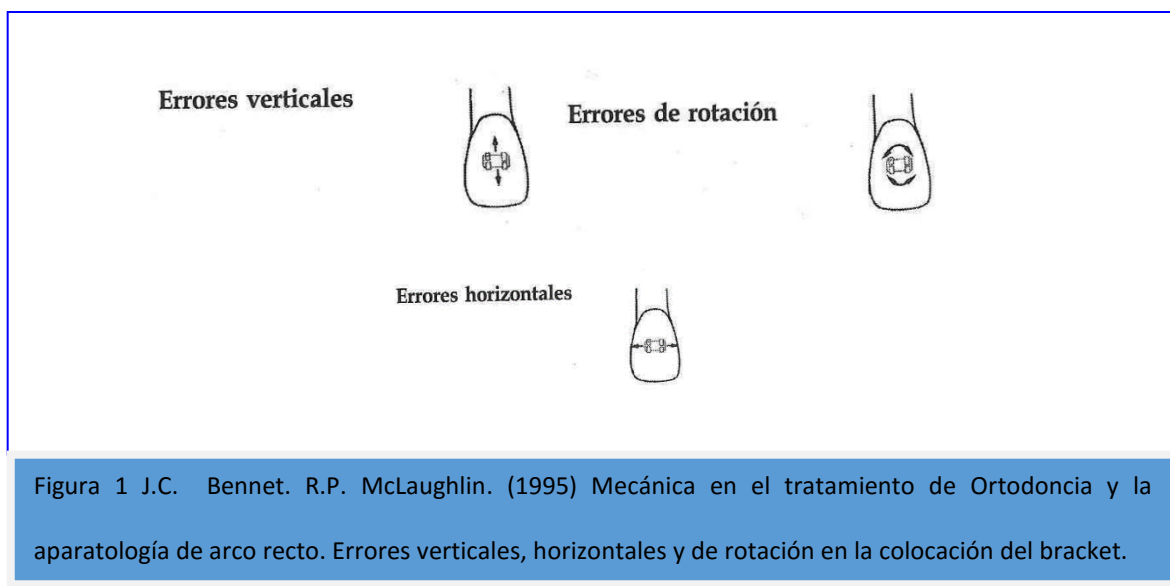 Errores verticales
Errores de rotación
Errores horizontales
Figura 1 J.C. Bennet. R.P. McLaughlin. (1995) Mecánica en el tratamiento de Ortodoncia y la
aparatología de arco recto. Errores verticales, horizontales y de rotación en la colocación del bracket.